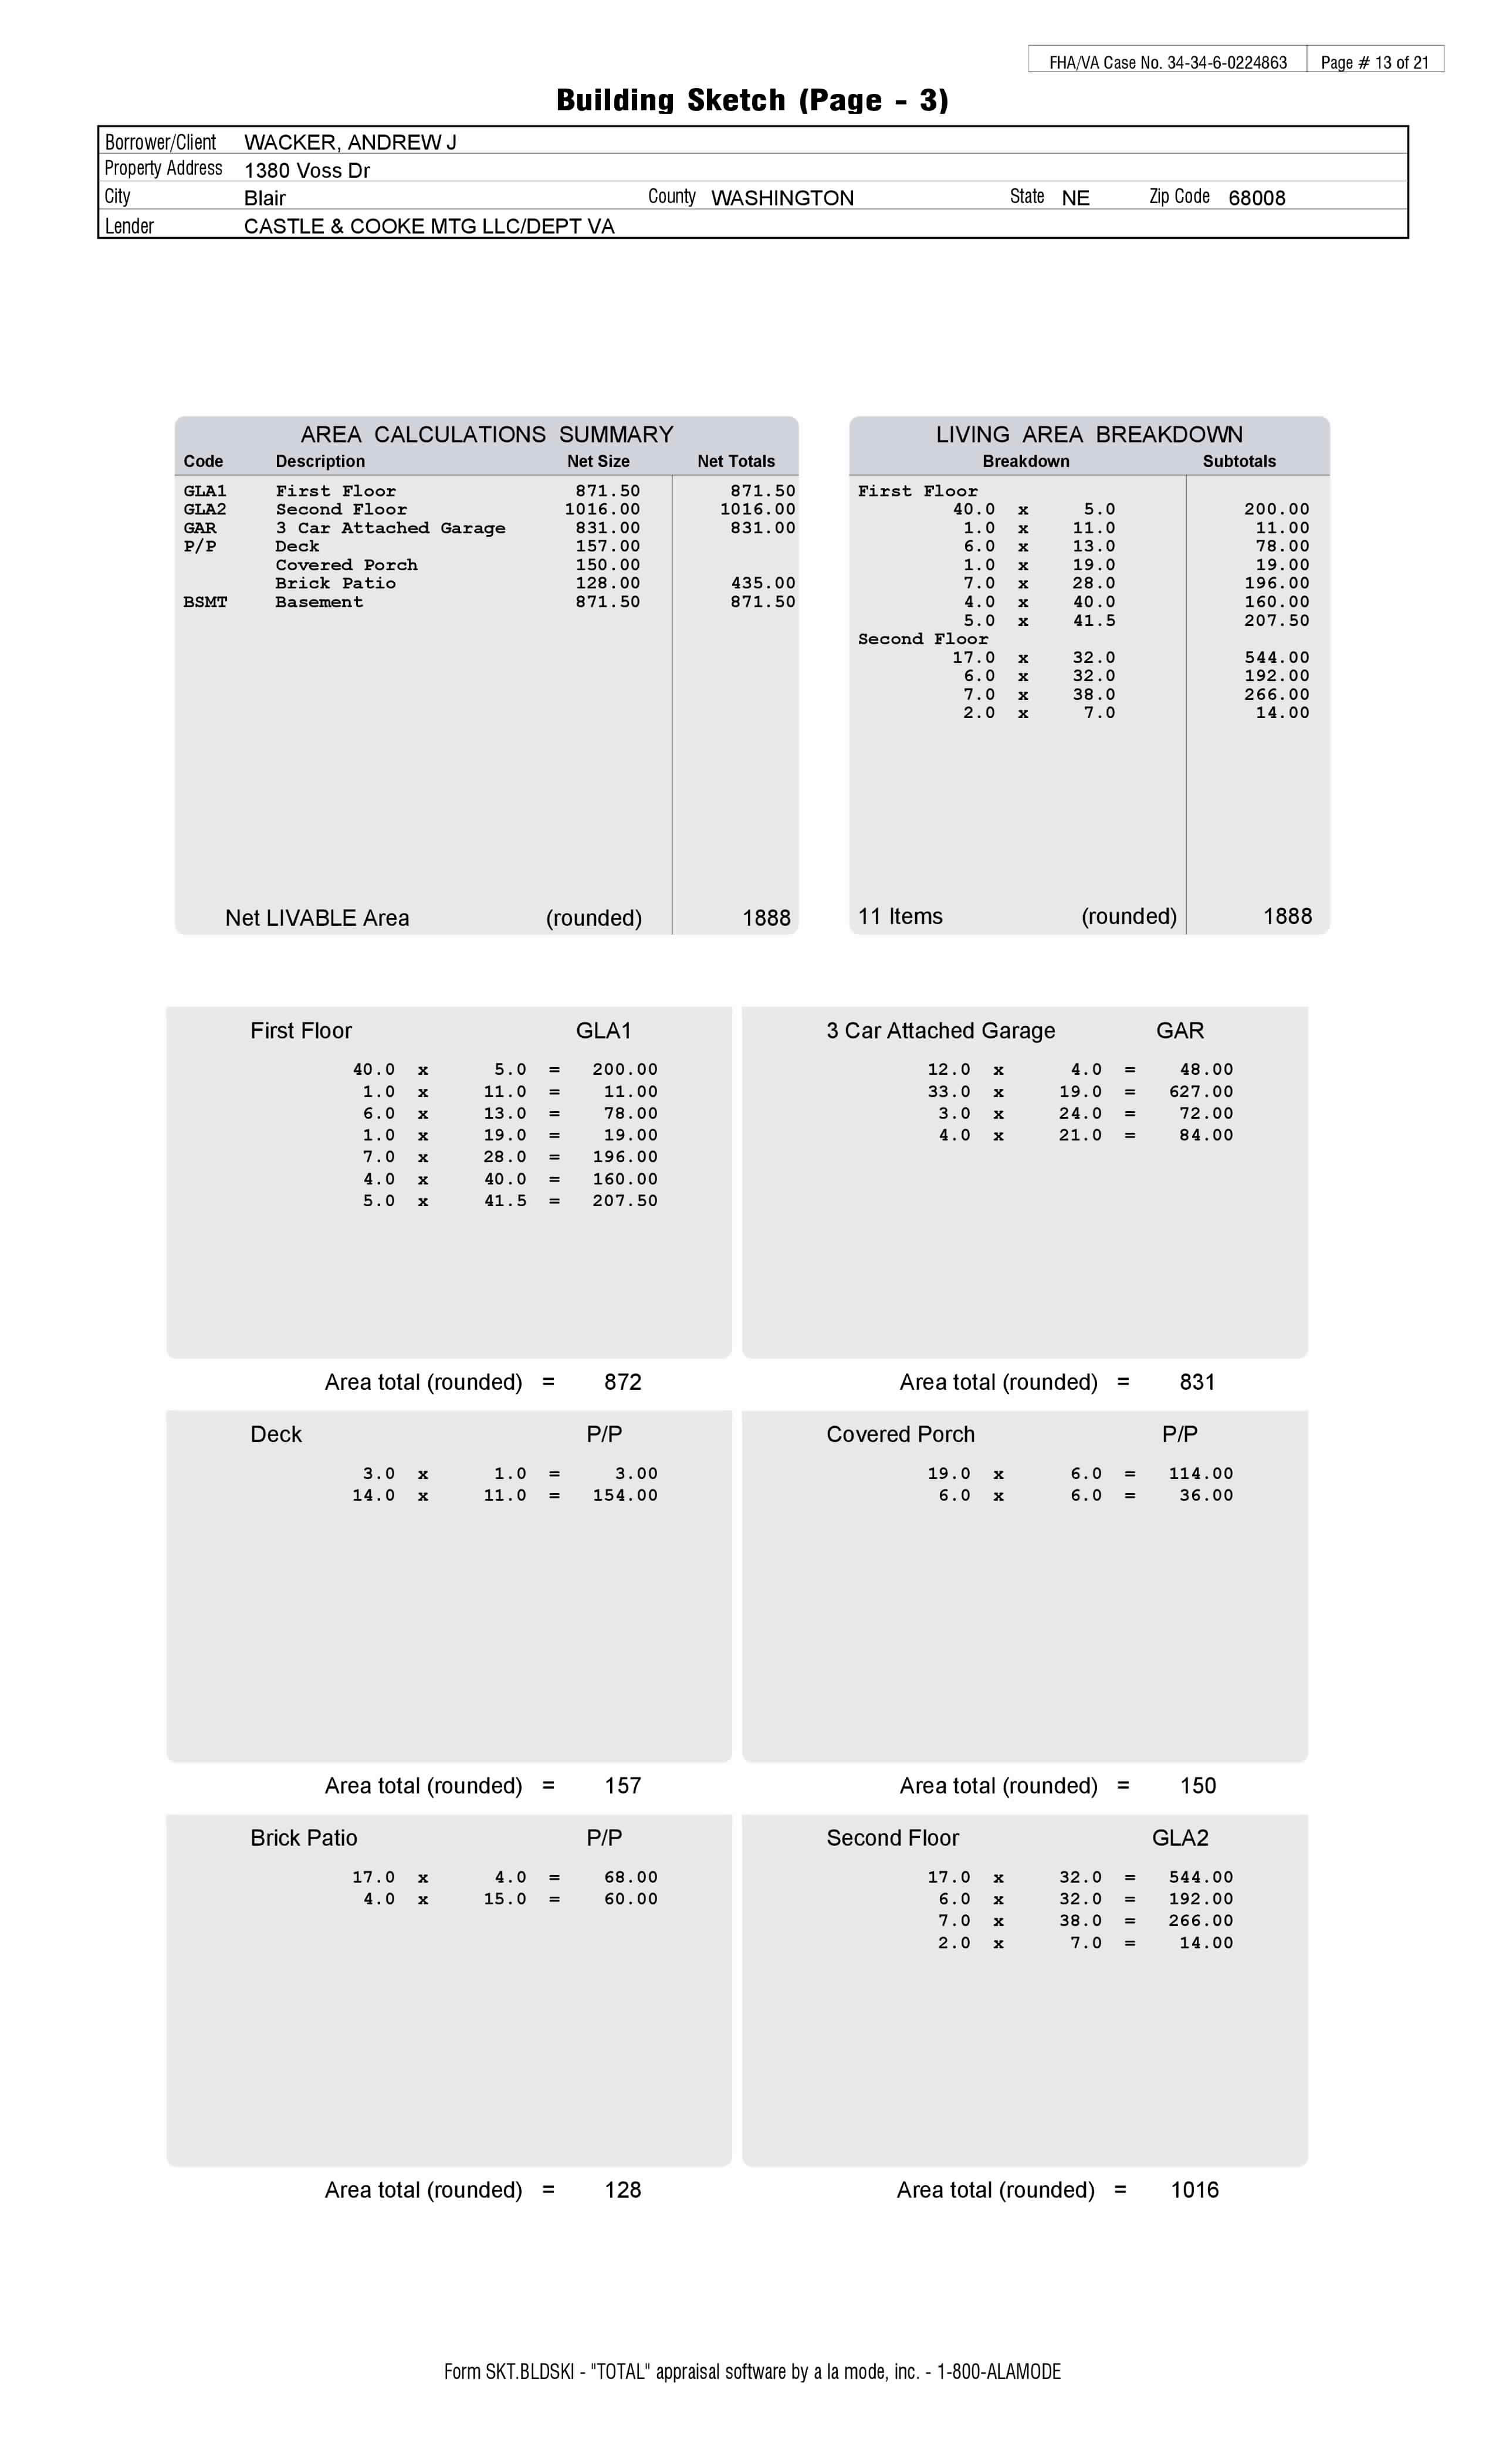 FHA/VA Case No. 34-34-6-0224863 Page # 13 of 21
Building Sketch (Page - 3)
Borrower/Client WACKER, ANDREW J
Property Address 1380 Voss Dr
City Blair County WASHINGTON State NE Zip Code 68008
Lender CASTLE & COOKE MTG LLC/DEPT VA
AREA CALCULATIONS SUMMARY
Code Description Net Size Net Totals
GLA1 First Floor 871.50 871.50
GLA2 Second Floor 1016.00 1016.00
GAR 3 Car Attached Garage 831.00 831.00
P/P Deck 157.00
Covered Porch 150.00
Brick Patio 128.00 435.00
BSMT Basement 871.50 871.50
Net LIVABLE Area (rounded) 1888
LIVING AREA BREAKDOWN
Breakdown Subtotals
First Floor
40.0 x 5.0 200.00
1.0 x 11.0 11.00
6.0 x 13.0 78.00
1.0 x 19.0 19.00
7.0 x 28.0 196.00
4.0 x 40.0 160.00
5.0 x 41.5 207.50
Second Floor
17.0 x 32.0 544.00
6.0 x 32.0 192.00
7.0 x 38.0 266.00
2.0 x 7.0 14.00
11 Items (rounded) 1888
First Floor GLA1
40.0 x 5.0 = 200.00
1.0 x 11.0 = 11.00
6.0 x 13.0 = 78.00
1.0 x 19.0 = 19.00
7.0 x 28.0 = 196.00
4.0 x 40.0 = 160.00
5.0 x 41.5 = 207.50
Area total (rounded) = 872
3 Car Attached Garage GAR
12.0 x 4.0 = 48.00
33.0 x 19.0 = 627.00
3.0 x 24.0 = 72.00
4.0 x 21.0 = 84.00
Area total (rounded) = 831
Deck P/P
3.0 x 1.0 = 3.00
14.0 x 11.0 = 154.00
Area total (rounded) = 157
Covered Porch P/P
19.0 x 6.0 = 114.00
6.0 x 6.0 = 36.00
Area total (rounded) = 150
Brick Patio P/P
17.0 x 4.0 = 68.00
4.0 x 15.0 = 60.00
Area total (rounded) = 128
Second Floor GLA2
17.0 x 32.0 = 544.00
6.0 x 32.0 = 192.00
7.0 x 38.0 = 266.00
2.0 x 7.0 = 14.00
Area total (rounded) = 1016
Form SKT.BLDSKI - "TOTAL" appraisal software by a la mode, inc. - 1-800-ALAMODE